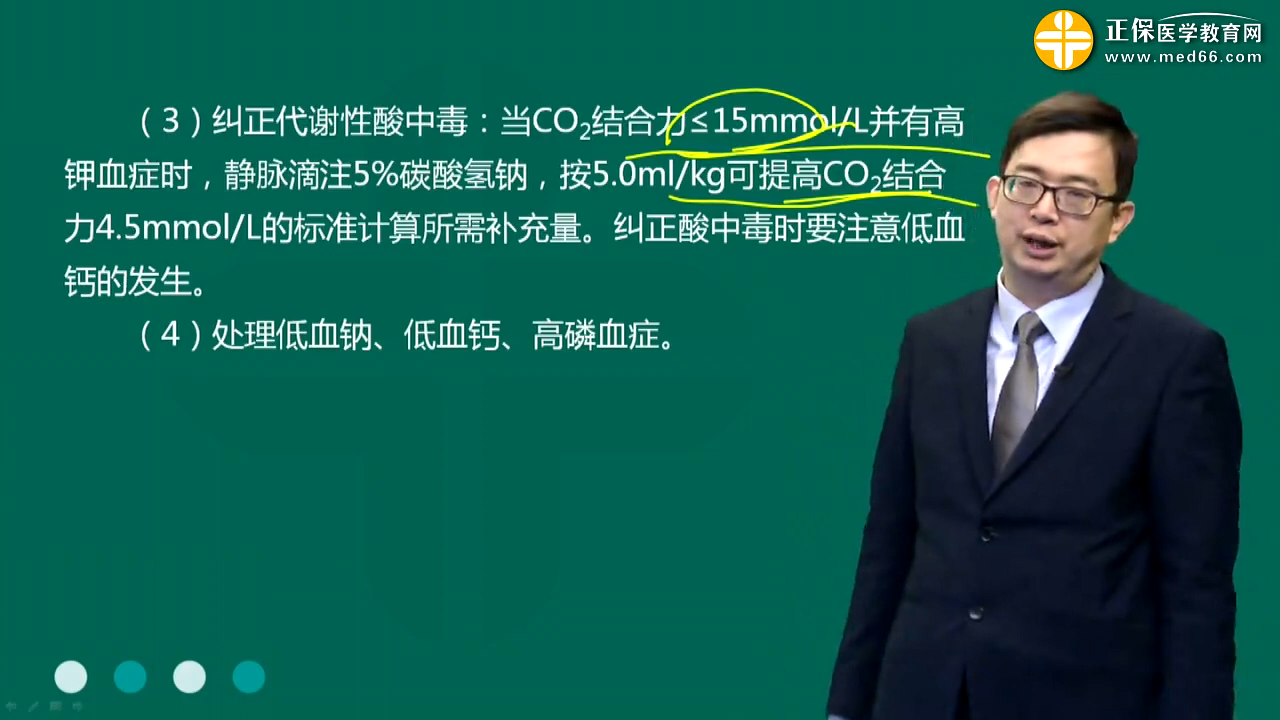 正保医学教育网
www.med66.com
（3）纠正代谢性酸中毒：当CO₂结合力≤15mmol/L并有高
钾血症时，静脉滴注5%碳酸氢钠，按5.0ml/kg可提高CO₂结合
力4.5mmol/L的标准计算所需补充量。纠正酸中毒时要注意低血
钙的发生。
（4）处理低血钠、低血钙、高磷血症。